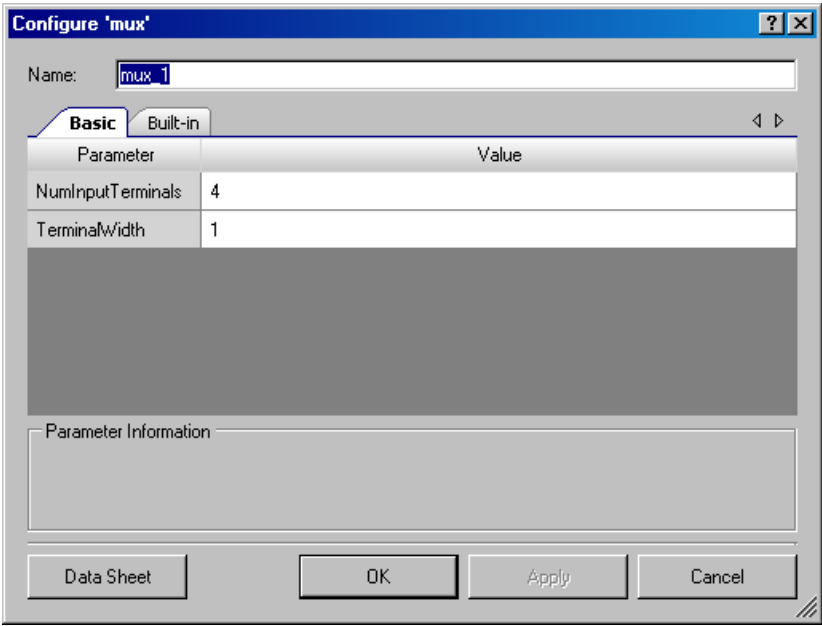 Configure 'mux'
Name: mux_1
Basic Built-in
Parameter Value
NumInputTerminals 4
TerminalWidth 1
Parameter Information
Data Sheet OK Apply Cancel